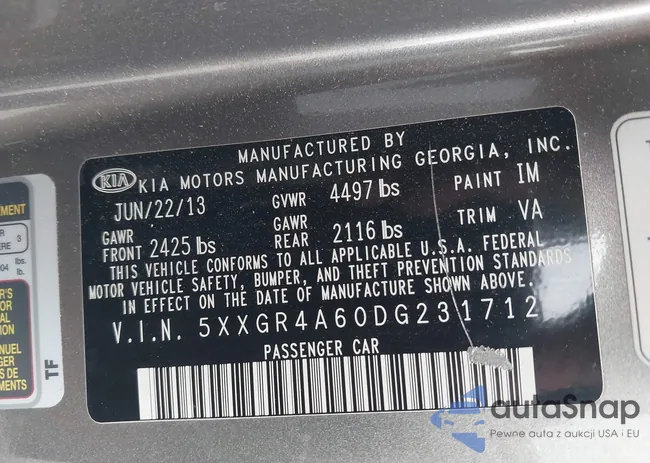 MANUFACTURED BY
KIA KIA MOTORS MANUFACTURING GEORGIA, INC.
JUN/22/13 GVWR 4497 lbs PAINT IM
GAWR FRONT 2425 lbs GAWR REAR 2116 lbs TRIM VA
THIS VEHICLE CONFORMS TO ALL APPLICABLE U.S.A. FEDERAL
MOTOR VEHICLE SAFETY, BUMPER, AND THEFT PREVENTION STANDARDS
IN EFFECT ON THE DATE OF MANUFACTURE SHOWN ABOVE.
V.I.N. 5XXGR4A60DG231712
PASSENGER CAR
TF
autaSnap
Pewne auta z aukcji USA i EU